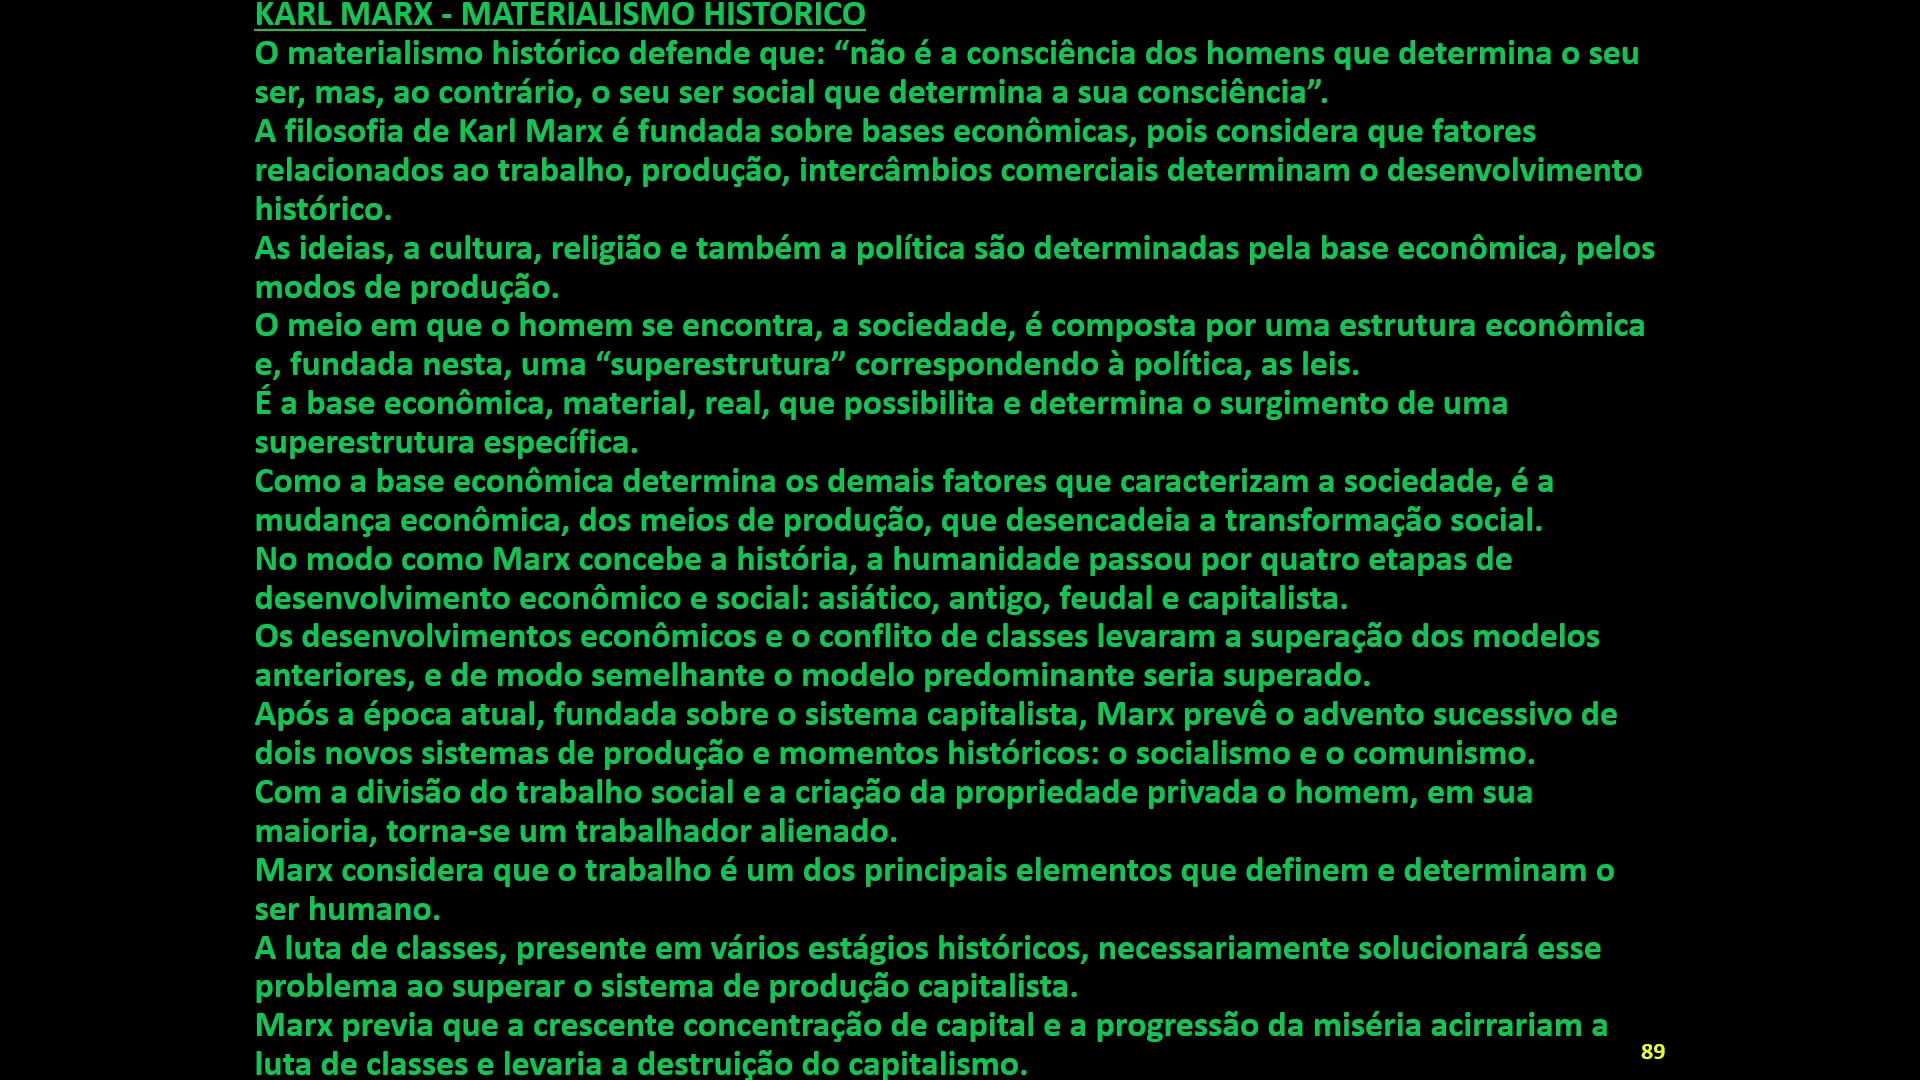 KARL MARX - MATERIALISMO HISTÓRICO
O materialismo histórico defende que: “não é a consciência dos homens que determina o seu
ser, mas, ao contrário, o seu ser social que determina a sua consciência”.
A filosofia de Karl Marx é fundada sobre bases econômicas, pois considera que fatores
relacionados ao trabalho, produção, intercâmbios comerciais determinam o desenvolvimento
histórico.
As ideias, a cultura, religião e também a política são determinadas pela base econômica, pelos
modos de produção.
O meio em que o homem se encontra, a sociedade, é composta por uma estrutura econômica
e, fundada nesta, uma “superestrutura” correspondendo à política, as leis.
É a base econômica, material, real, que possibilita e determina o surgimento de uma
superestrutura específica.
Como a base econômica determina os demais fatores que caracterizam a sociedade, é a
mudança econômica, dos meios de produção, que desencadeia a transformação social.
No modo como Marx concebe a história, a humanidade passou por quatro etapas de
desenvolvimento econômico e social: asiático, antigo, feudal e capitalista.
Os desenvolvimentos econômicos e o conflito de classes levaram a superação dos modelos
anteriores, e de modo semelhante o modelo predominante seria superado.
Após a época atual, fundada sobre o sistema capitalista, Marx prevê o advento sucessivo de
dois novos sistemas de produção e momentos históricos: o socialismo e o comunismo.
Com a divisão do trabalho social e a criação da propriedade privada o homem, em sua
maioria, torna-se um trabalhador alienado.
Marx considera que o trabalho é um dos principais elementos que definem e determinam o
ser humano.
A luta de classes, presente em vários estágios históricos, necessariamente solucionará esse
problema ao superar o sistema de produção capitalista.
Marx previa que a crescente concentração de capital e a progressão da miséria acirrariam a
luta de classes e levaria a destruição do capitalismo.
89